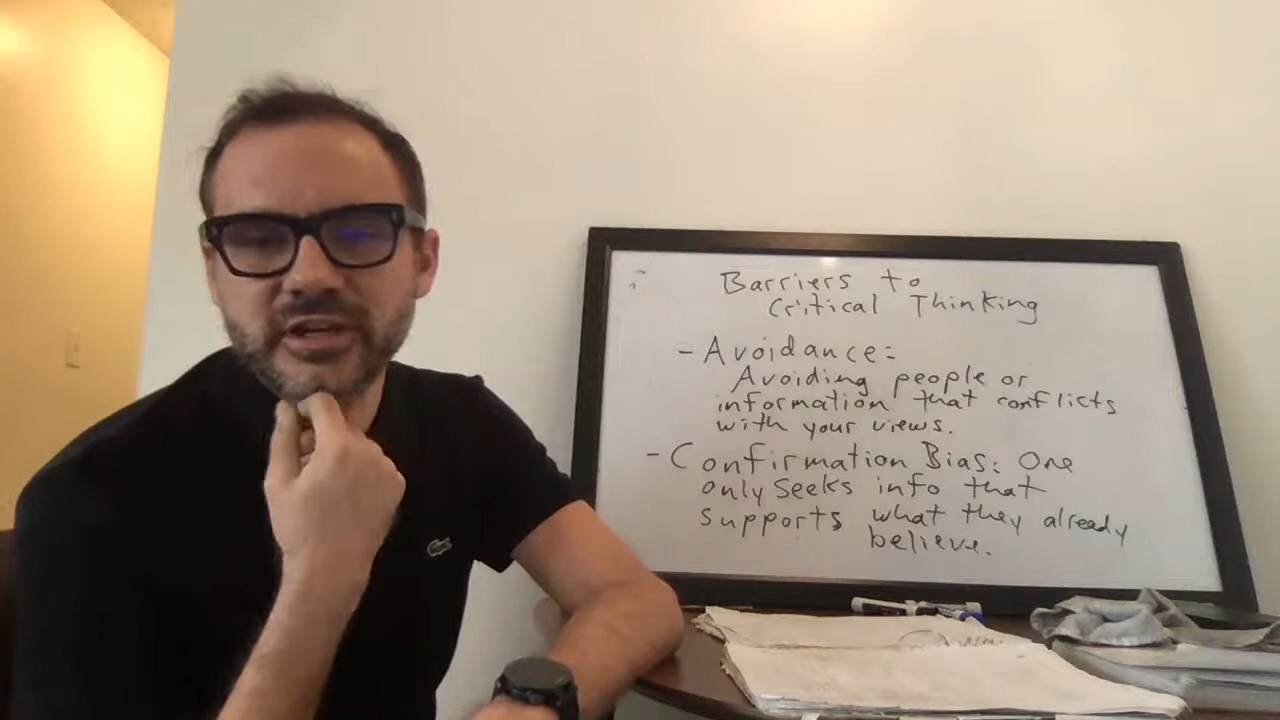 Barriers to
Critical Thinking
- Avoidance:
Avoiding people or
information that conflicts
with your views.
- Confirmation Bias: One
only seeks info that
supports what they already
believe.